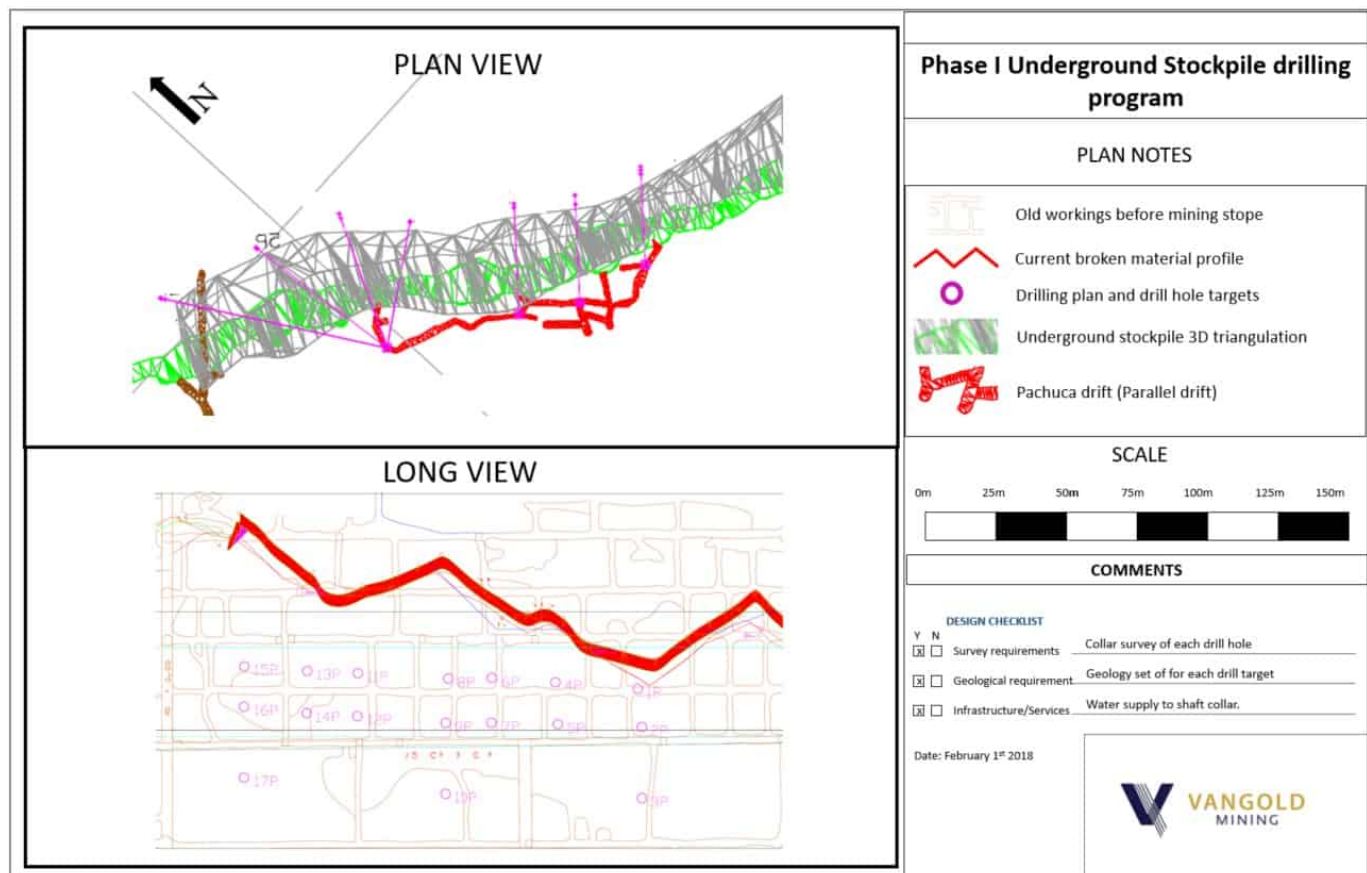 PLAN VIEW
N
LONG VIEW
15P
13P
11P
8P
6P
4P
1P
16P
14P
12P
9P
7P
5P
2P
17P
10P
3P
Phase I Underground Stockpile drilling
program
PLAN NOTES
Old workings before mining stope
Current broken material profile
Drilling plan and drill hole targets
Underground stockpile 3D triangulation
Pachuca drift (Parallel drift)
SCALE
0m 25m 50m 75m 100m 125m 150m
COMMENTS
DESIGN CHECKLIST
Y N
X Survey requirements Collar survey of each drill hole
X Geological requirement Geology set of for each drill target
X Infrastructure/Services Water supply to shaft collar.
Date: February 1st 2018
VANGOLD
MINING